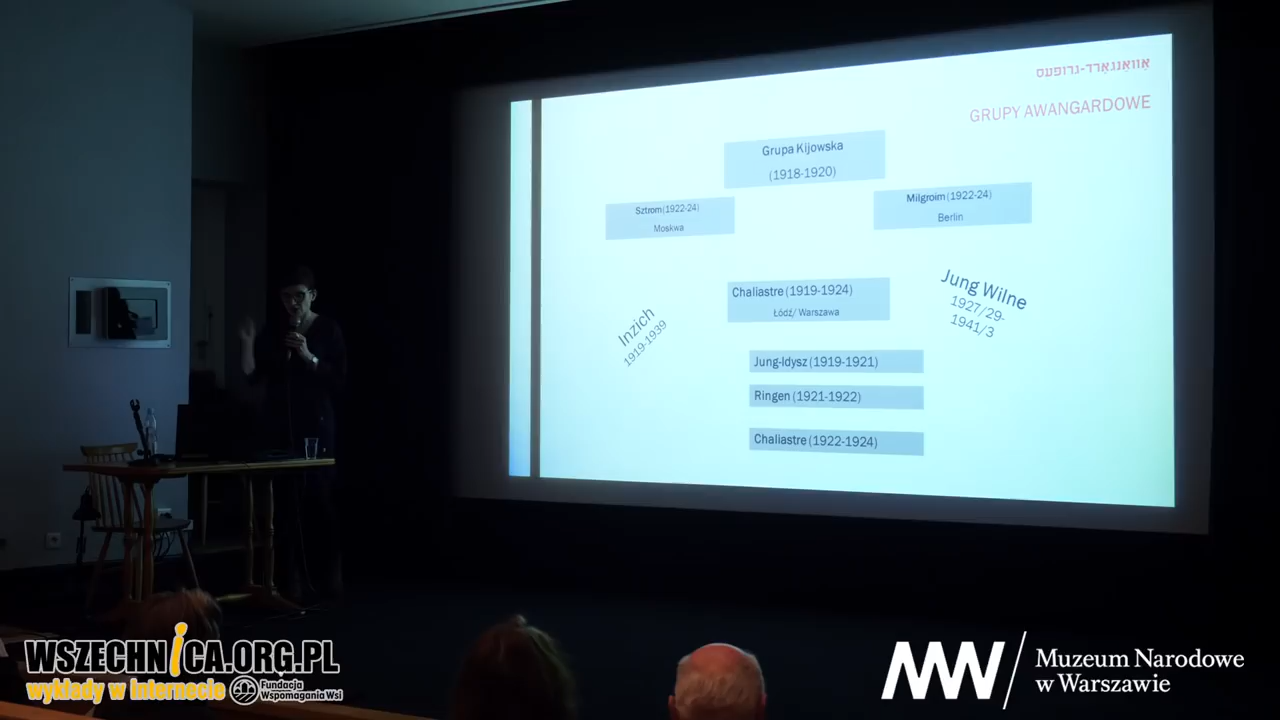 אַוואַנגאַרד-גרופּעס
GRUPY AWANGARDOWE
Grupa Kijowska
(1918-1920)
Sztrom (1922-24)
Moskwa
Milgroim (1922-24)
Berlin
Chaliastre (1919-1924)
Łódź/ Warszawa
Inzich
1919-1939
Jung Wilne
1927/29-
1941/3
Jung-Idysz (1919-1921)
Ringen (1921-1922)
Chaliastre (1922-1924)
WSZECHNICA.ORG.PL
wykłady w Internecie
Fundacja
Wspomagania Wsi
MNW
Muzeum Narodowe
w Warszawie